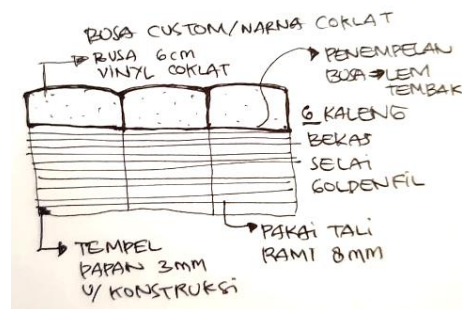 BUSA CUSTOM/WARNA COKLAT
BUSA 6cm
VINYL COKLAT
PENEMPELAN
BUSA → LEM
TEMBAK
6 KALENG
BEKAS
SELAI
GOLDENFIL
TEMPEL
PAPAN 3mm
U/ KONSTRUKSi
PAKAI TALI
RAMI 8mm